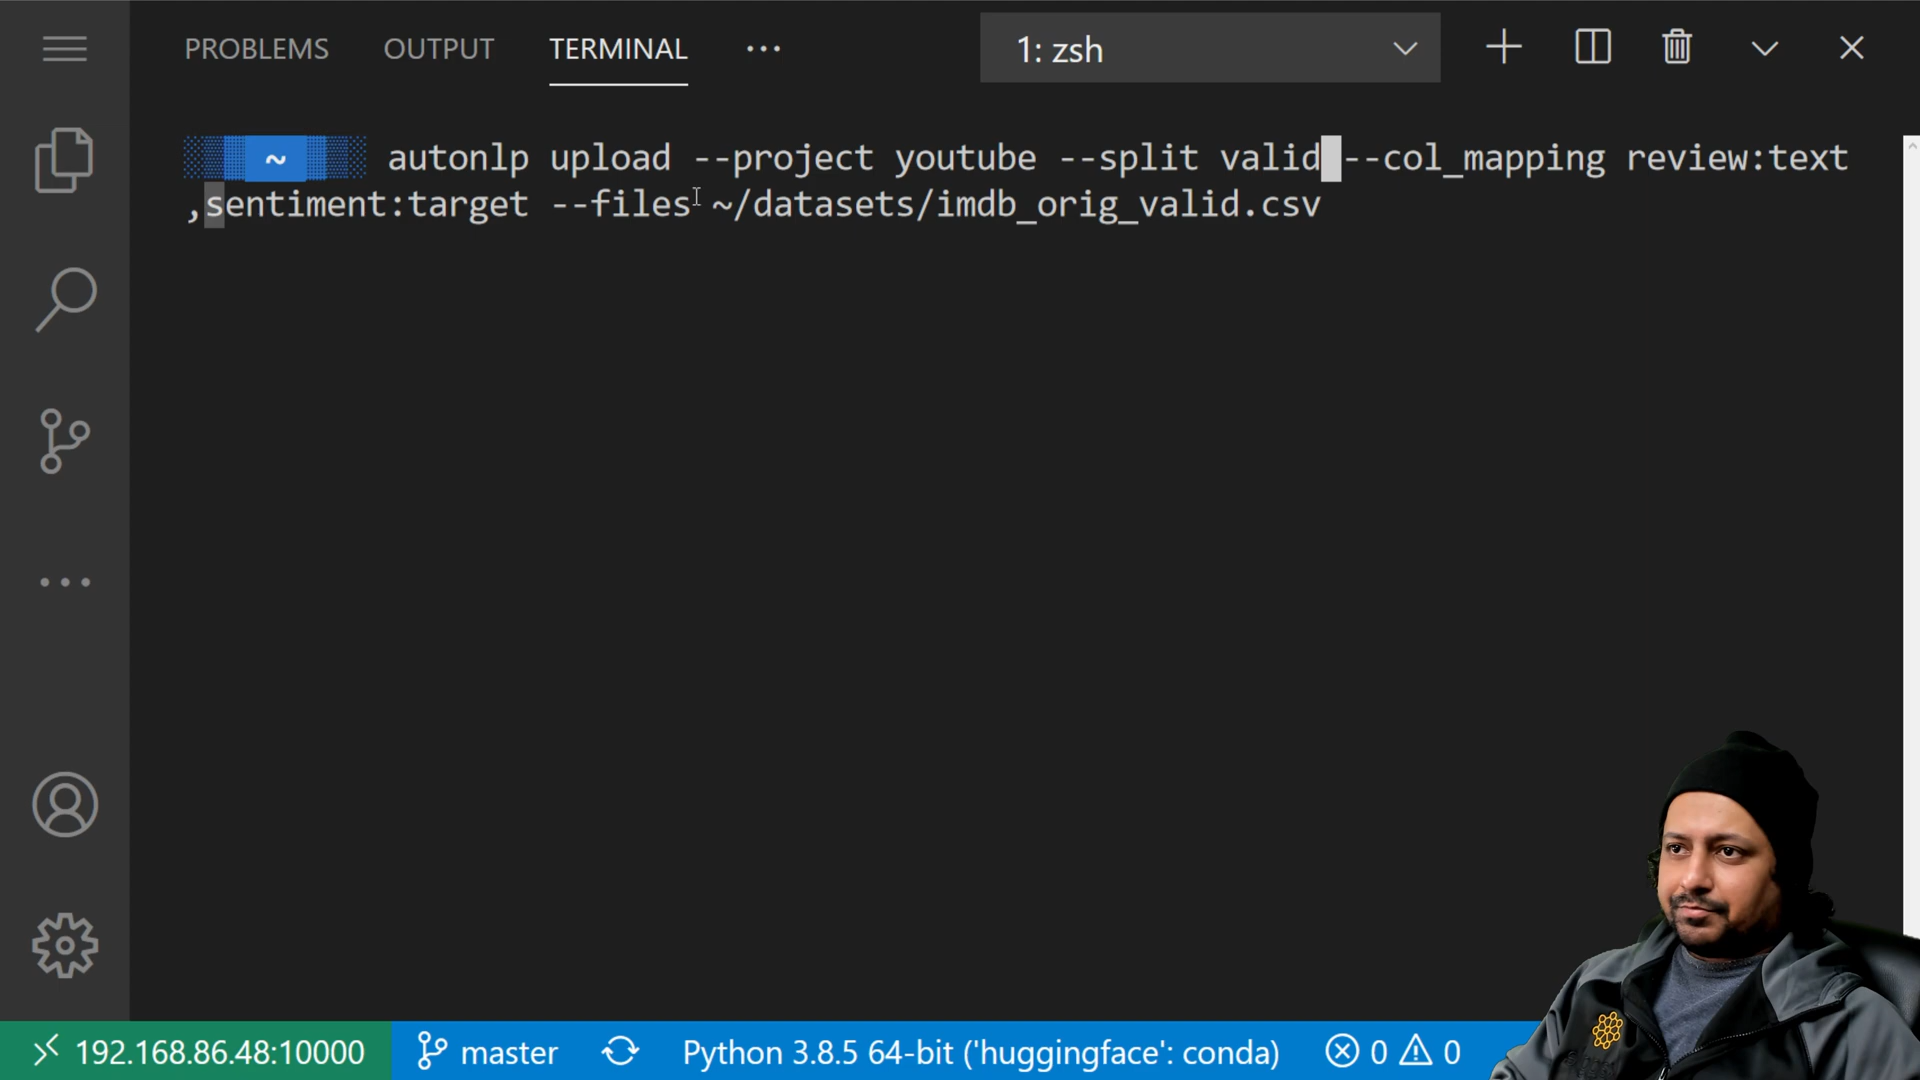 PROBLEMS OUTPUT TERMINAL ··· 1: zsh
~ autonlp upload --project youtube --split valid --col_mapping review:text
,sentiment:target --files ~/datasets/imdb_orig_valid.csv
192.168.86.48:10000 master Python 3.8.5 64-bit ('huggingface': conda) 0 0